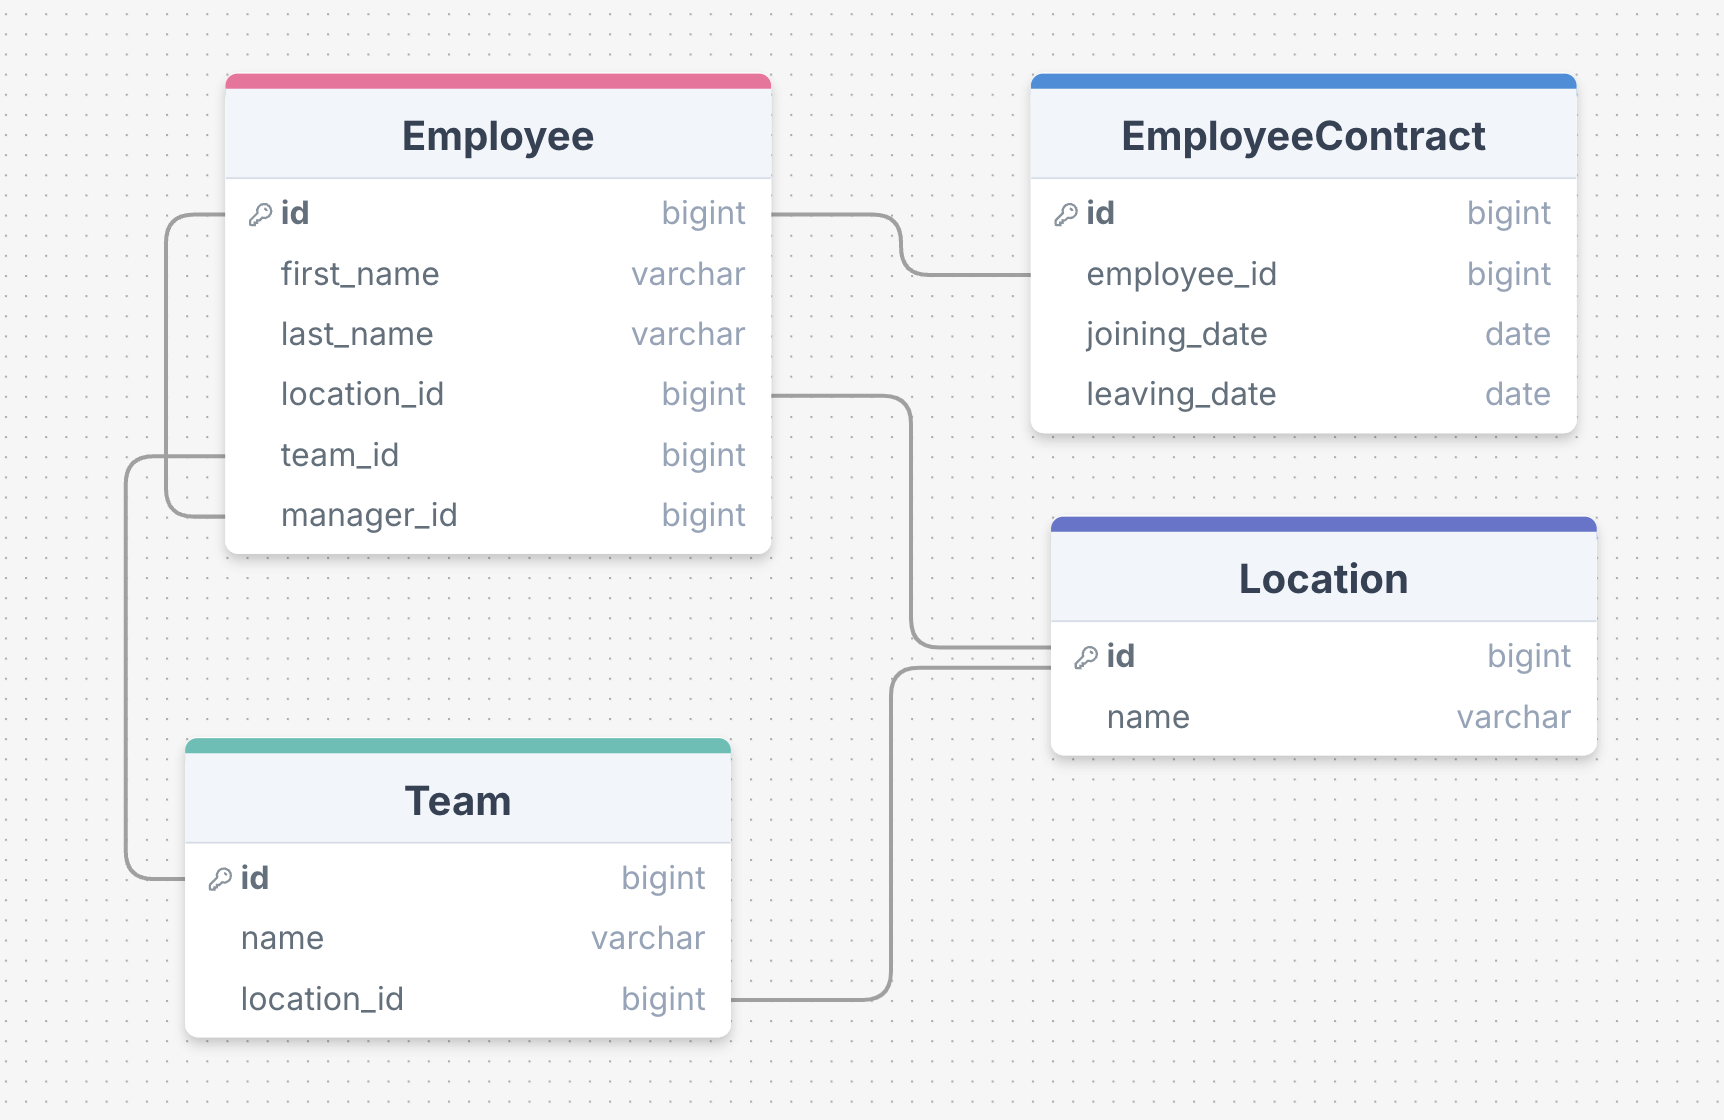 Employee
id bigint
first_name varchar
last_name varchar
location_id bigint
team_id bigint
manager_id bigint
EmployeeContract
id bigint
employee_id bigint
joining_date date
leaving_date date
Location
id bigint
name varchar
Team
id bigint
name varchar
location_id bigint